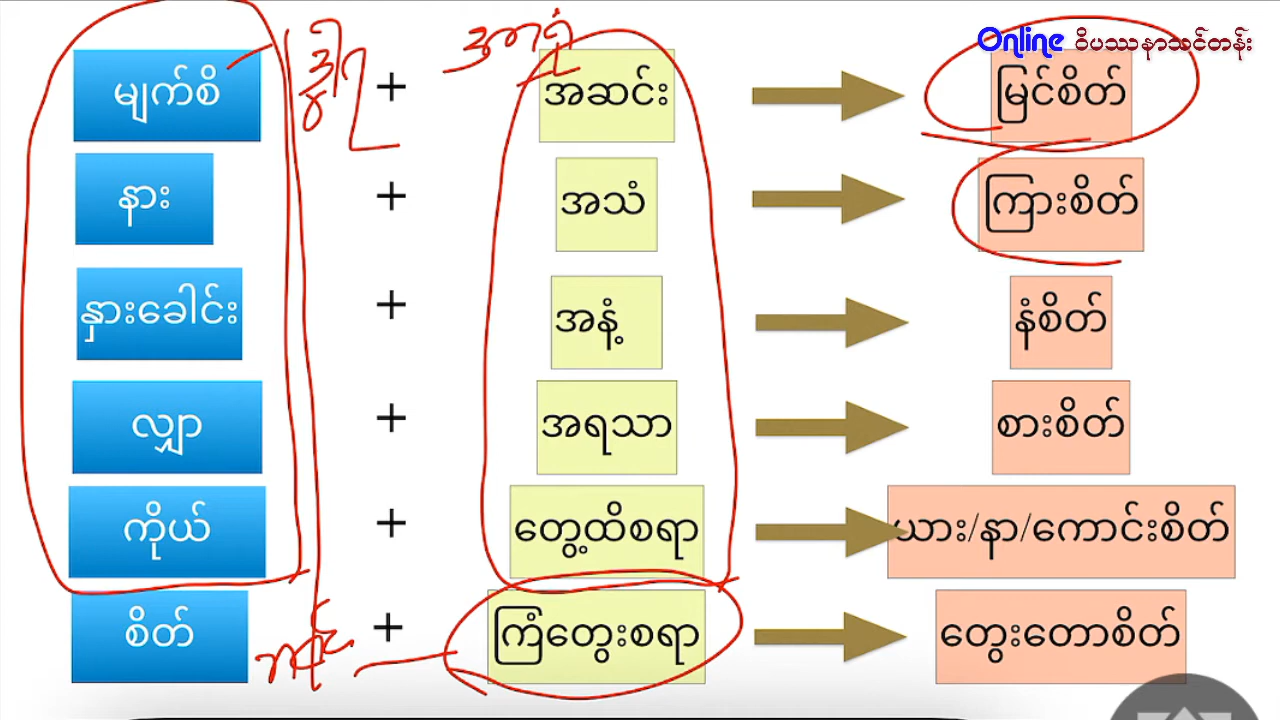 Online ဝိပဿနာသင်တန်း
မျက်စိ + အဆင်း မြင်စိတ်
နား + အသံ ကြားစိတ်
နှားခေါင်း + အနံ့ နံစိတ်
လျှာ + အရသာ စားစိတ်
ကိုယ် + တွေ့ထိစရာ ယား/နာ/ကောင်းစိတ်
စိတ် + ကြံတွေးစရာ တွေးတောစိတ်